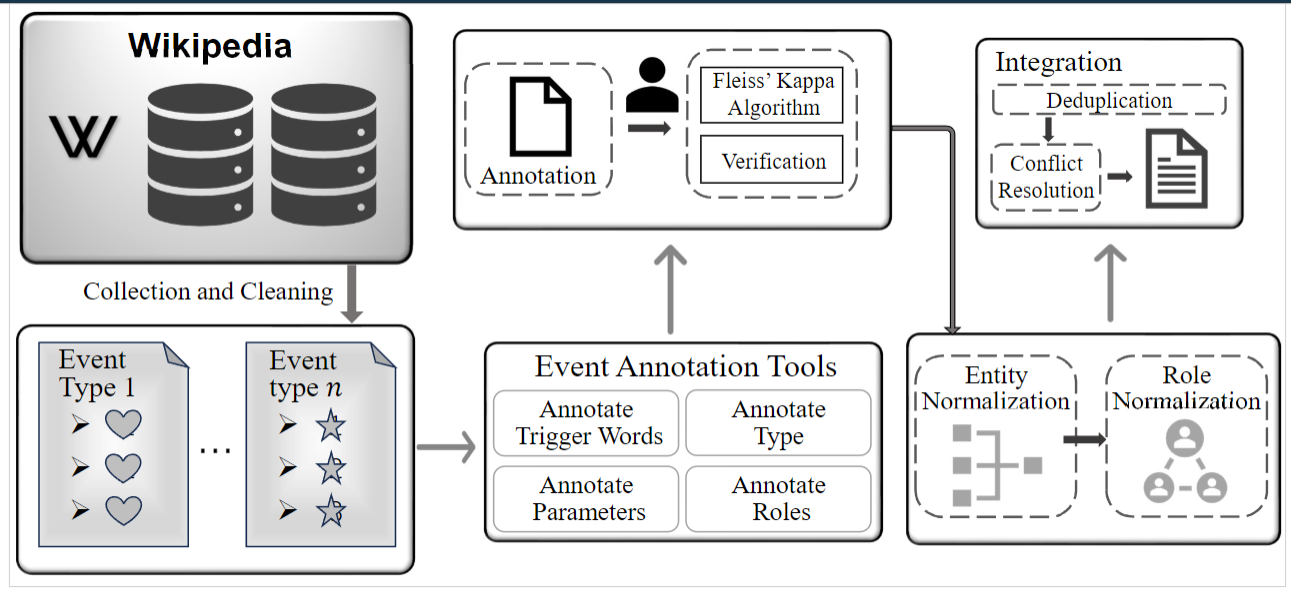 Wikipedia
W
Collection and Cleaning
Event
Type 1
...
Event
type n
Event Annotation Tools
Annotate
Trigger Words
Annotate
Type
Annotate
Parameters
Annotate
Roles
Annotation
Fleiss’ Kappa
Algorithm
Verification
Entity
Normalization
Role
Normalization
Integration
Deduplication
Conflict
Resolution